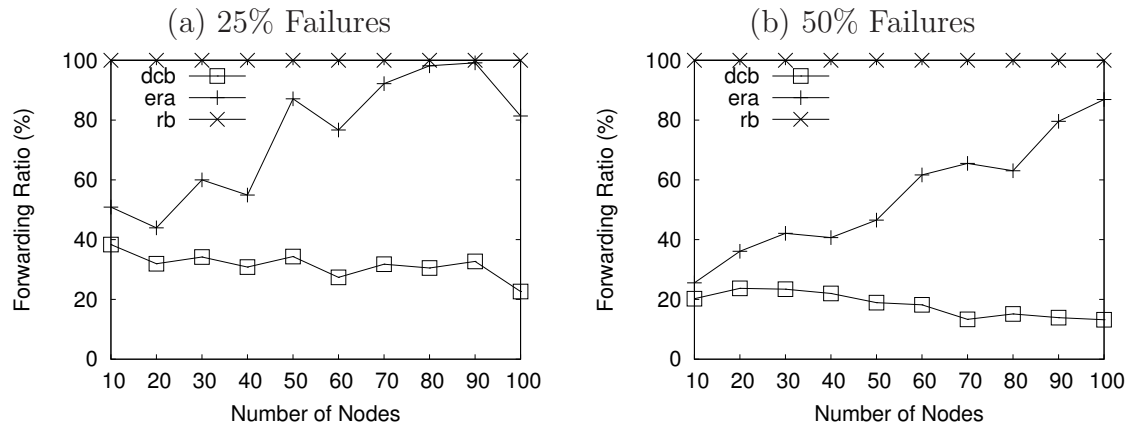 (a) 25% Failures
Forwarding Ratio (%)
100
80
60
40
20
0
dcb
era
rb
10 20 30 40 50 60 70 80 90 100
Number of Nodes
(b) 50% Failures
Forwarding Ratio (%)
100
80
60
40
20
0
dcb
era
rb
10 20 30 40 50 60 70 80 90 100
Number of Nodes